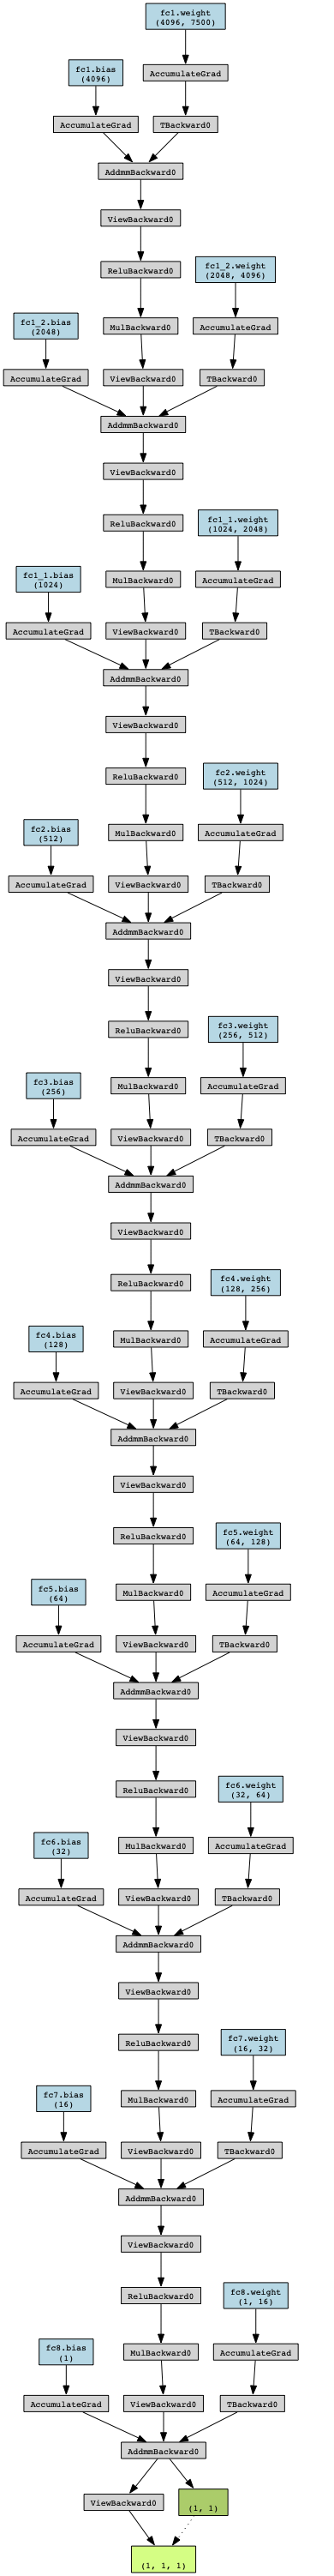 fc1.weight
(4096, 7500)
fc1.bias
(4096)
AccumulateGrad
AccumulateGrad
TBackward0
AddmmBackward0
ViewBackward0
ReluBackward0
fc1_2.weight
(2048, 4096)
fc1_2.bias
(2048)
MulBackward0
AccumulateGrad
AccumulateGrad
ViewBackward0
TBackward0
AddmmBackward0
ViewBackward0
ReluBackward0
fc1_1.weight
(1024, 2048)
fc1_1.bias
(1024)
MulBackward0
AccumulateGrad
AccumulateGrad
ViewBackward0
TBackward0
AddmmBackward0
ViewBackward0
ReluBackward0
fc2.weight
(512, 1024)
fc2.bias
(512)
MulBackward0
AccumulateGrad
AccumulateGrad
ViewBackward0
TBackward0
AddmmBackward0
ViewBackward0
ReluBackward0
fc3.weight
(256, 512)
fc3.bias
(256)
MulBackward0
AccumulateGrad
AccumulateGrad
ViewBackward0
TBackward0
AddmmBackward0
ViewBackward0
ReluBackward0
fc4.weight
(128, 256)
fc4.bias
(128)
MulBackward0
AccumulateGrad
AccumulateGrad
ViewBackward0
TBackward0
AddmmBackward0
ViewBackward0
ReluBackward0
fc5.weight
(64, 128)
fc5.bias
(64)
MulBackward0
AccumulateGrad
AccumulateGrad
ViewBackward0
TBackward0
AddmmBackward0
ViewBackward0
ReluBackward0
fc6.weight
(32, 64)
fc6.bias
(32)
MulBackward0
AccumulateGrad
AccumulateGrad
ViewBackward0
TBackward0
AddmmBackward0
ViewBackward0
ReluBackward0
fc7.weight
(16, 32)
fc7.bias
(16)
MulBackward0
AccumulateGrad
AccumulateGrad
ViewBackward0
TBackward0
AddmmBackward0
ViewBackward0
ReluBackward0
fc8.weight
(1, 16)
fc8.bias
(1)
MulBackward0
AccumulateGrad
AccumulateGrad
ViewBackward0
TBackward0
AddmmBackward0
ViewBackward0
(1, 1)
(1, 1, 1)